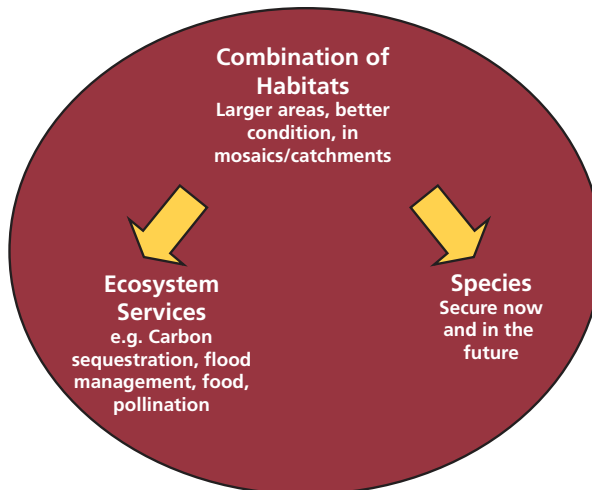 Combination of
Habitats
Larger areas, better
condition, in
mosaics/catchments
Ecosystem
Services
e.g. Carbon
sequestration, flood
management, food,
pollination
Species
Secure now
and in the
future